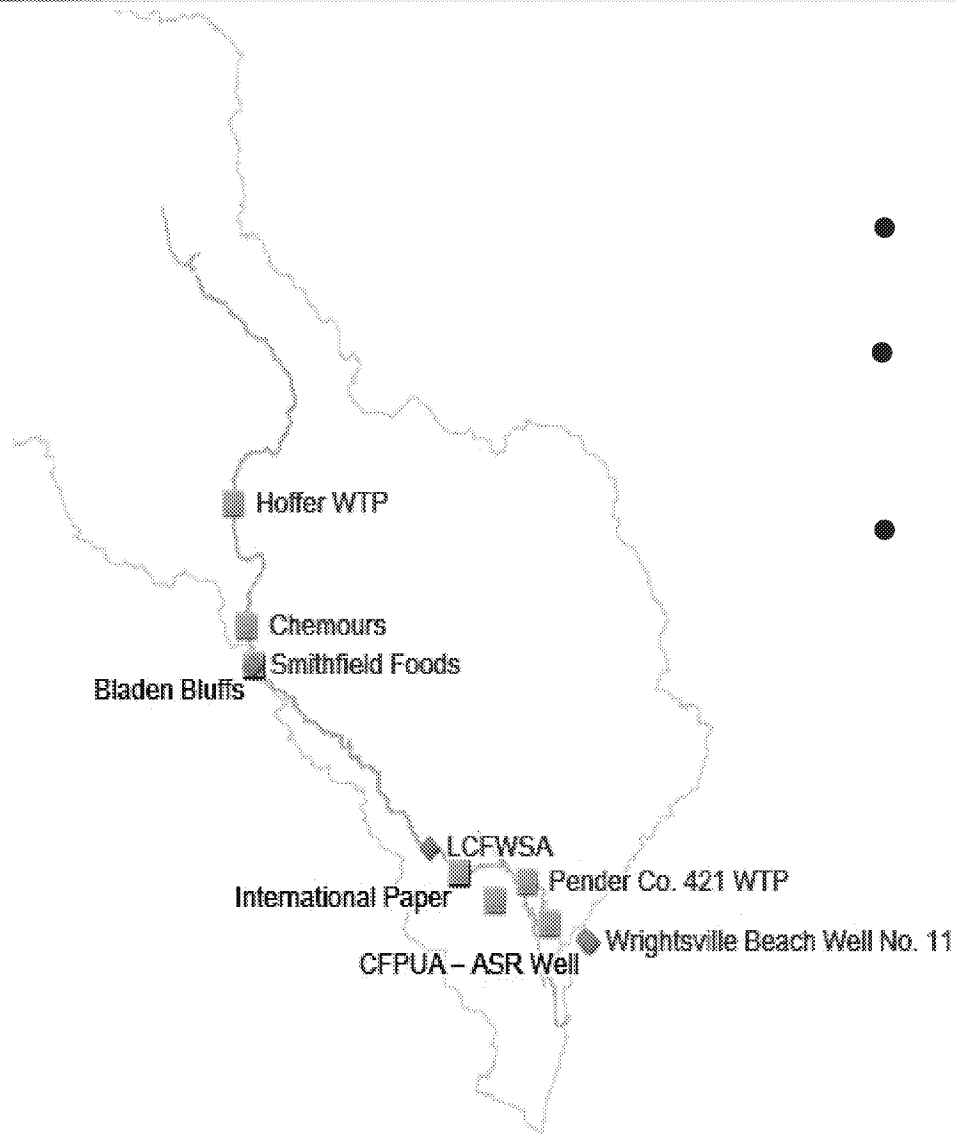 Hoffer WTP
Chemours
Smithfield Foods
Bladen Bluffs
LCFWSA
International Paper
Pender Co. 421 WTP
Wrightsville Beach Well No. 11
CFPUA – ASR Well